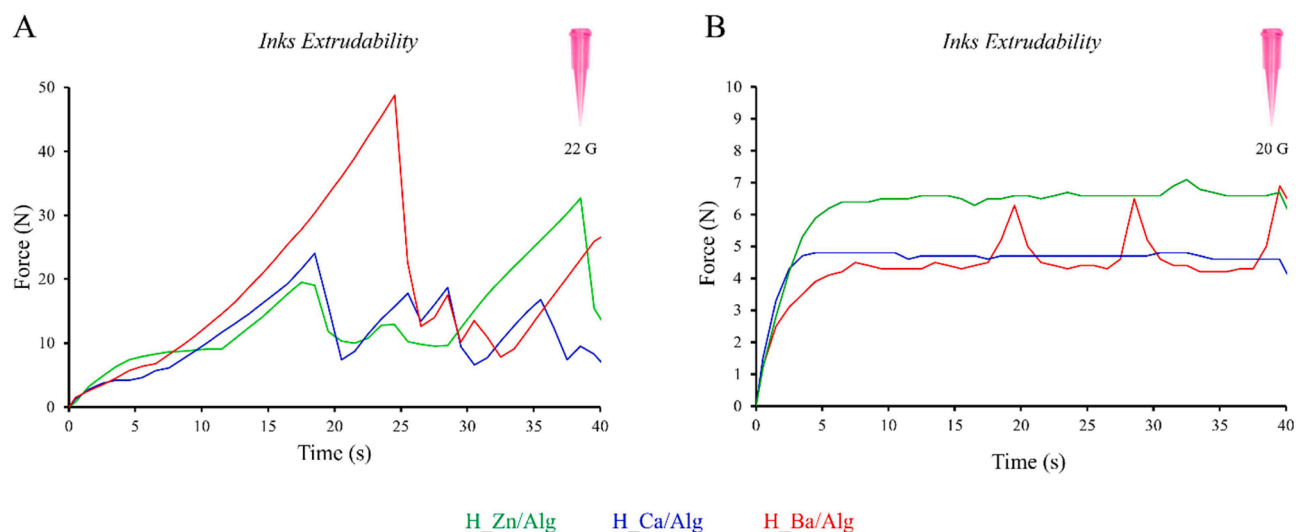 A
Inks Extrudability
22 G
50
40
30
20
10
0
Force (N)
0 5 10 15 20 25 30 35 40
Time (s)
B
Inks Extrudability
20 G
10
9
8
7
6
5
4
3
2
1
0
Force (N)
0 5 10 15 20 25 30 35 40
Time (s)
H_Zn/Alg H_Ca/Alg H_Ba/Alg